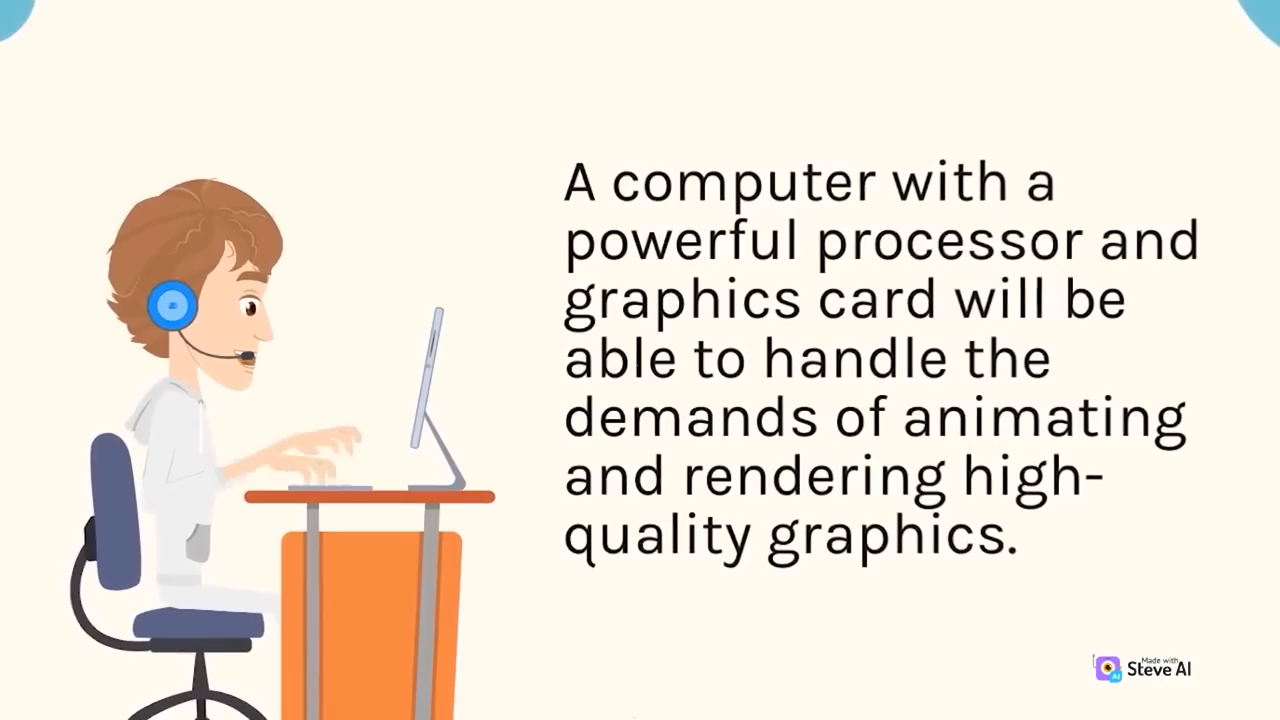 A computer with a
powerful processor and
graphics card will be
able to handle the
demands of animating
and rendering high-
quality graphics.
Made with
Steve AI
AI